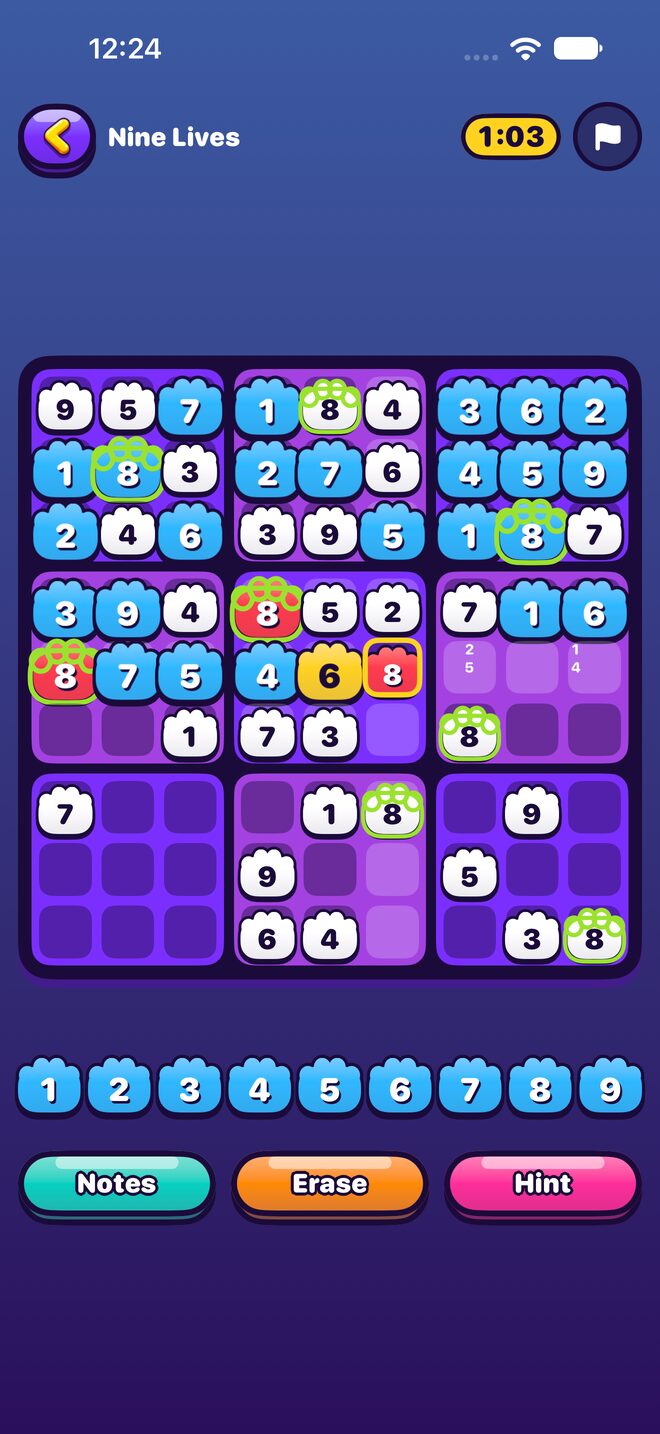 12:24
Nine Lives
1:03
9 5 7 1 8 4 3 6 2
1 8 3 2 7 6 4 5 9
2 4 6 3 9 5 1 8 7
3 9 4 8 5 2 7 1 6
8 7 5 4 6 8 2 5 1 4
1 7 3 8
7 1 8 9
9 5
6 4 3 8
1 2 3 4 5 6 7 8 9
Notes Erase Hint